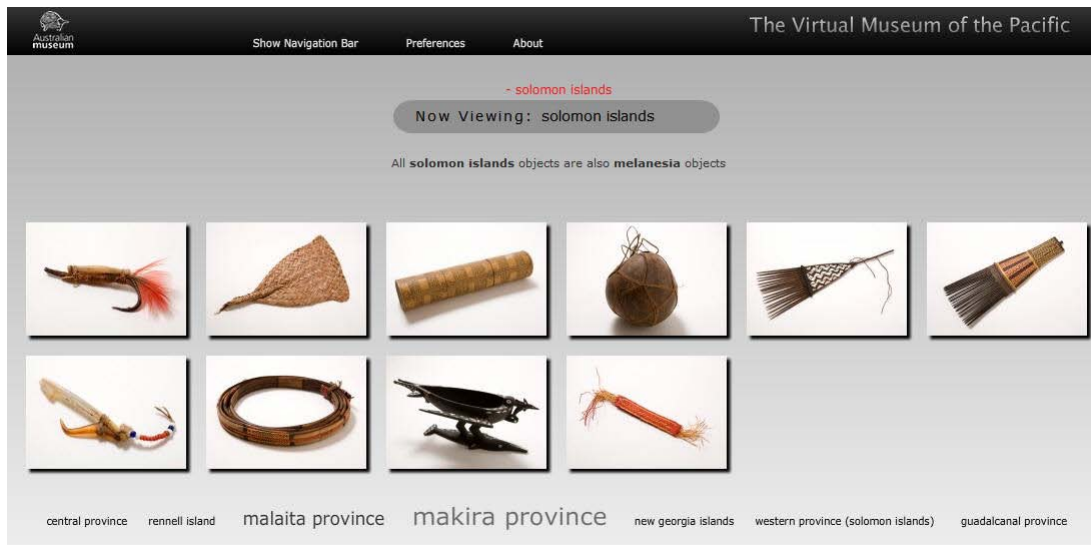 The Virtual Museum of the Pacific
Australian
museum
Show Navigation Bar Preferences About
- solomon islands
Now Viewing: solomon islands
All solomon islands objects are also melanesia objects
central province rennell island malaita province makira province new georgia islands western province (solomon islands) guadalcanal province